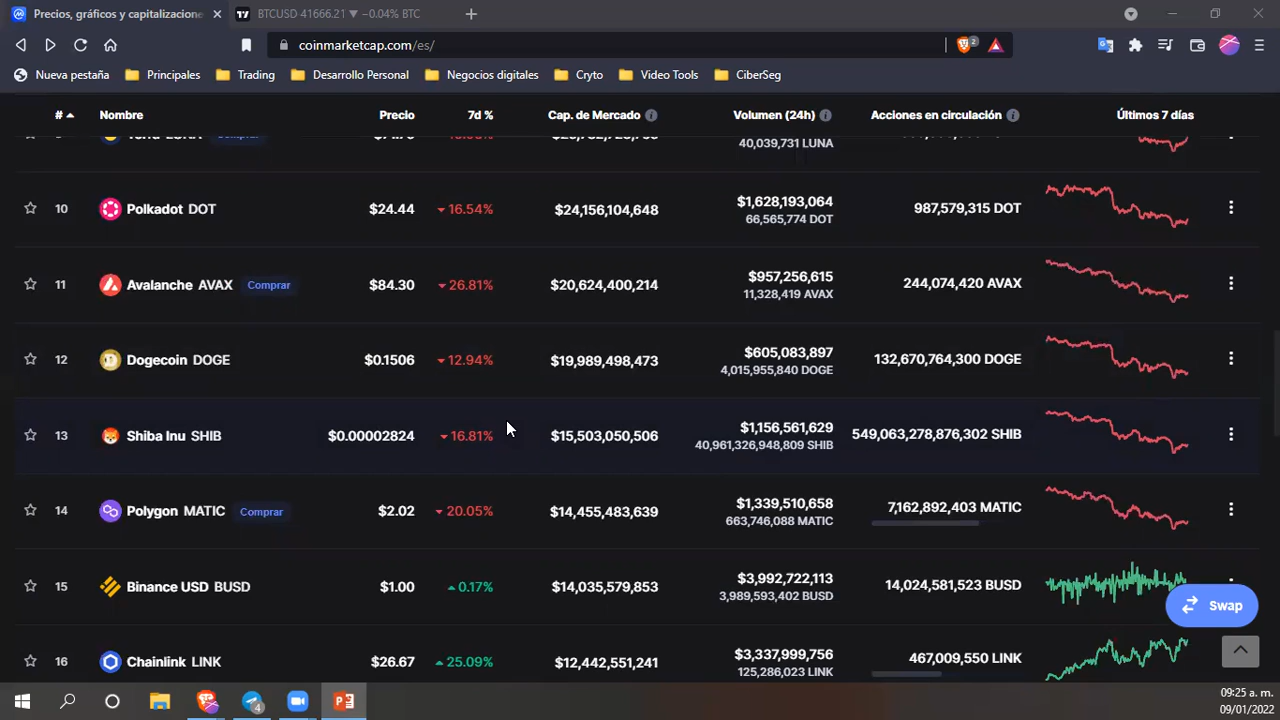 Precios, gráficos y capitalizacione
BTCUSD 41666.21 ▼ −0.04% BTC
coinmarketcap.com/es/
2
Nueva pestaña Principales Trading Desarrollo Personal Negocios digitales Cryto Video Tools CiberSeg
# Nombre Precio 7d % Cap. de Mercado Volumen (24h) Acciones en circulación Últimos 7 días
40,039,731 LUNA
10 Polkadot DOT $24.44 16.54% $24,156,104,648 $1,628,193,064 987,579,315 DOT
66,565,774 DOT
11 Avalanche AVAX Comprar $84.30 26.81% $20,624,400,214 $957,256,615 244,074,420 AVAX
11,328,419 AVAX
12 Dogecoin DOGE $0.1506 12.94% $19,989,498,473 $605,083,897 132,670,764,300 DOGE
4,015,955,840 DOGE
13 Shiba Inu SHIB $0.00002824 16.81% $15,503,050,506 $1,156,561,629 549,063,278,876,302 SHIB
40,961,326,948,809 SHIB
14 Polygon MATIC Comprar $2.02 20.05% $14,455,483,639 $1,339,510,658 7,162,892,403 MATIC
663,746,088 MATIC
15 Binance USD BUSD $1.00 0.17% $14,035,579,853 $3,992,722,113 14,024,581,523 BUSD
3,989,593,402 BUSD
Swap
16 Chainlink LINK $26.67 25.09% $12,442,551,241 $3,337,999,756 467,009,550 LINK
125,286,023 LINK
4
09:25 a. m.
09/01/2022